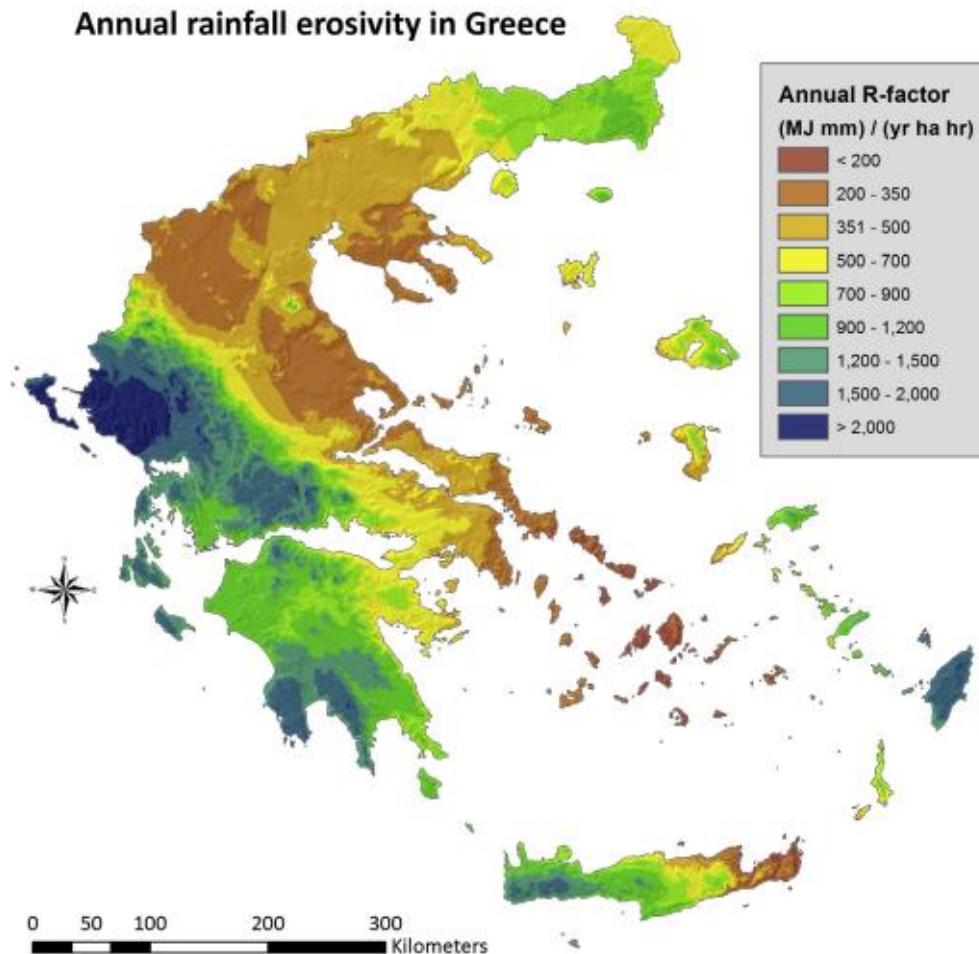 Annual rainfall erosivity in Greece
Annual R-factor
(MJ mm) / (yr ha hr)
< 200
200 - 350
351 - 500
500 - 700
700 - 900
900 - 1,200
1,200 - 1,500
1,500 - 2,000
> 2,000
0 50 100 200 300
Kilometers